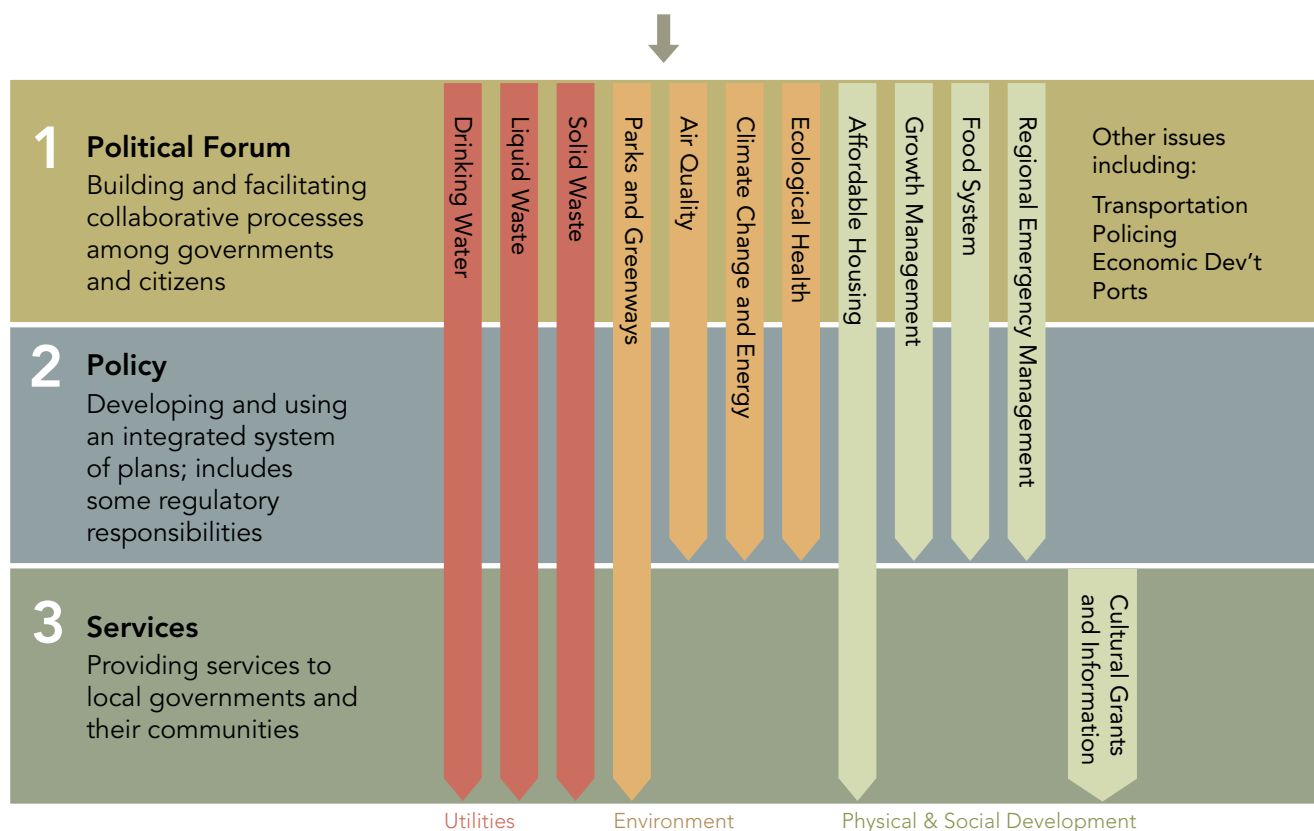 1
Political Forum
Building and facilitating
collaborative processes
among governments
and citizens
Drinking Water
Liquid Waste
Solid Waste
Parks and Greenways
Air Quality
Climate Change and Energy
Ecological Health
Affordable Housing
Growth Management
Food System
Regional Emergency Management
Other issues
including:
Transportation
Policing
Economic Dev't
Ports
2
Policy
Developing and using
an integrated system
of plans; includes
some regulatory
responsibilities
3
Services
Providing services to
local governments and
their communities
Cultural Grants
and Information
Utilities
Environment
Physical & Social Development